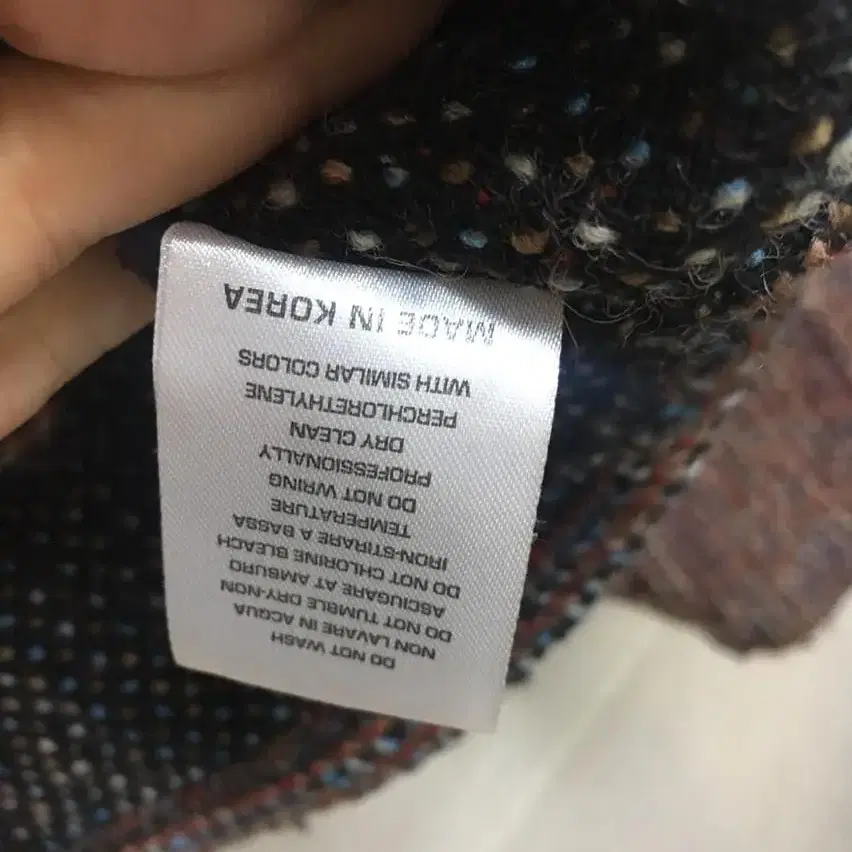 DO NOT WASH
NON LAVARE IN ACQUA
DO NOT TUMBLE DRY-NON
ASCIUGARE AT AMBURO
DO NOT CHLORINE BLEACH
IRON-STIRARE A BASSA
TEMPERATURE
DO NOT WRING
PROFESSIONALLY
DRY CLEAN
PERCHLORETHYLENE
WITH SIMILAR COLORS
MADE IN KOREA